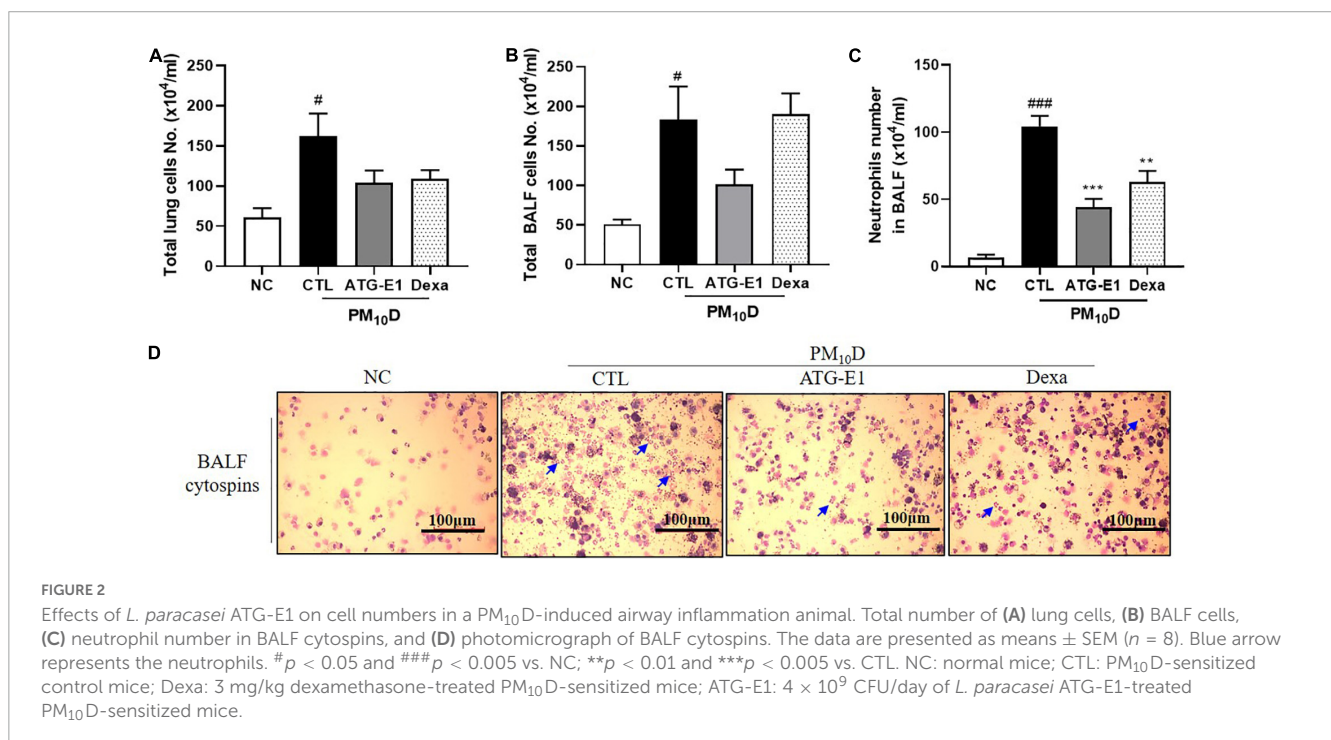 A
Total lung cells No. (x10⁴/ml)
250
200
150
100
50
0
#
NC CTL ATG-E1 Dexa
PM₁₀D
B
Total BALF cells No. (x10⁴/ml)
250
200
150
100
50
0
#
NC CTL ATG-E1 Dexa
PM₁₀D
C
Neutrophils number
in BALF (x10⁴/ml)
150
100
50
0
###
***
**
NC CTL ATG-E1 Dexa
PM₁₀D
D
PM₁₀D
NC CTL ATG-E1 Dexa
BALF
cytospins
100μm 100μm 100μm 100μm
FIGURE 2
Effects of L. paracasei ATG-E1 on cell numbers in a PM₁₀D-induced airway inflammation animal. Total number of (A) lung cells, (B) BALF cells,
(C) neutrophil number in BALF cytospins, and (D) photomicrograph of BALF cytospins. The data are presented as means ± SEM (n = 8). Blue arrow
represents the neutrophils. #p < 0.05 and ###p < 0.005 vs. NC; **p < 0.01 and ***p < 0.005 vs. CTL. NC: normal mice; CTL: PM₁₀D-sensitized
control mice; Dexa: 3 mg/kg dexamethasone-treated PM₁₀D-sensitized mice; ATG-E1: 4 × 10⁹ CFU/day of L. paracasei ATG-E1-treated
PM₁₀D-sensitized mice.